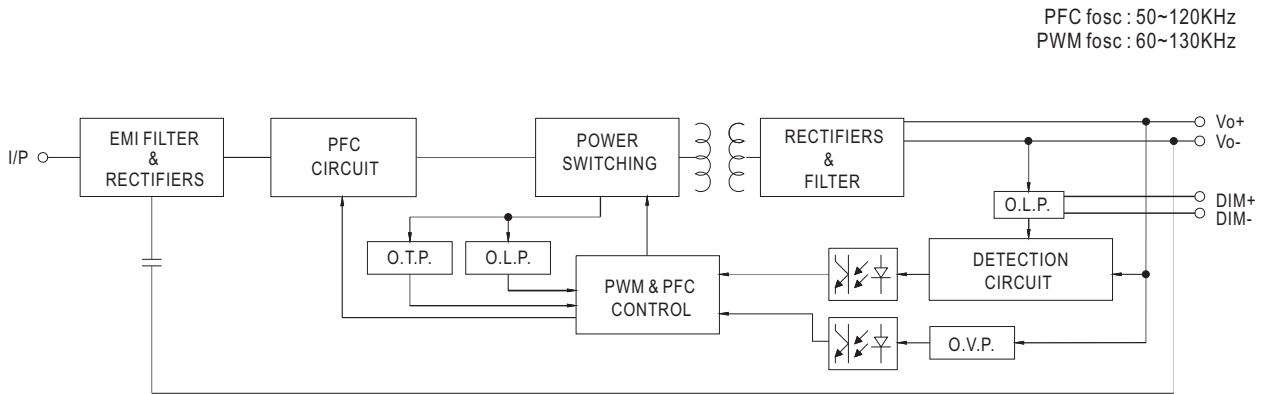 PFC fosc : 50~120KHz
PWM fosc : 60~130KHz
I/P
EMI FILTER
&
RECTIFIERS
PFC
CIRCUIT
POWER
SWITCHING
RECTIFIERS
&
FILTER
Vo+
Vo-
DIM+
DIM-
O.L.P.
O.T.P.
O.L.P.
PWM & PFC
CONTROL
DETECTION
CIRCUIT
O.V.P.